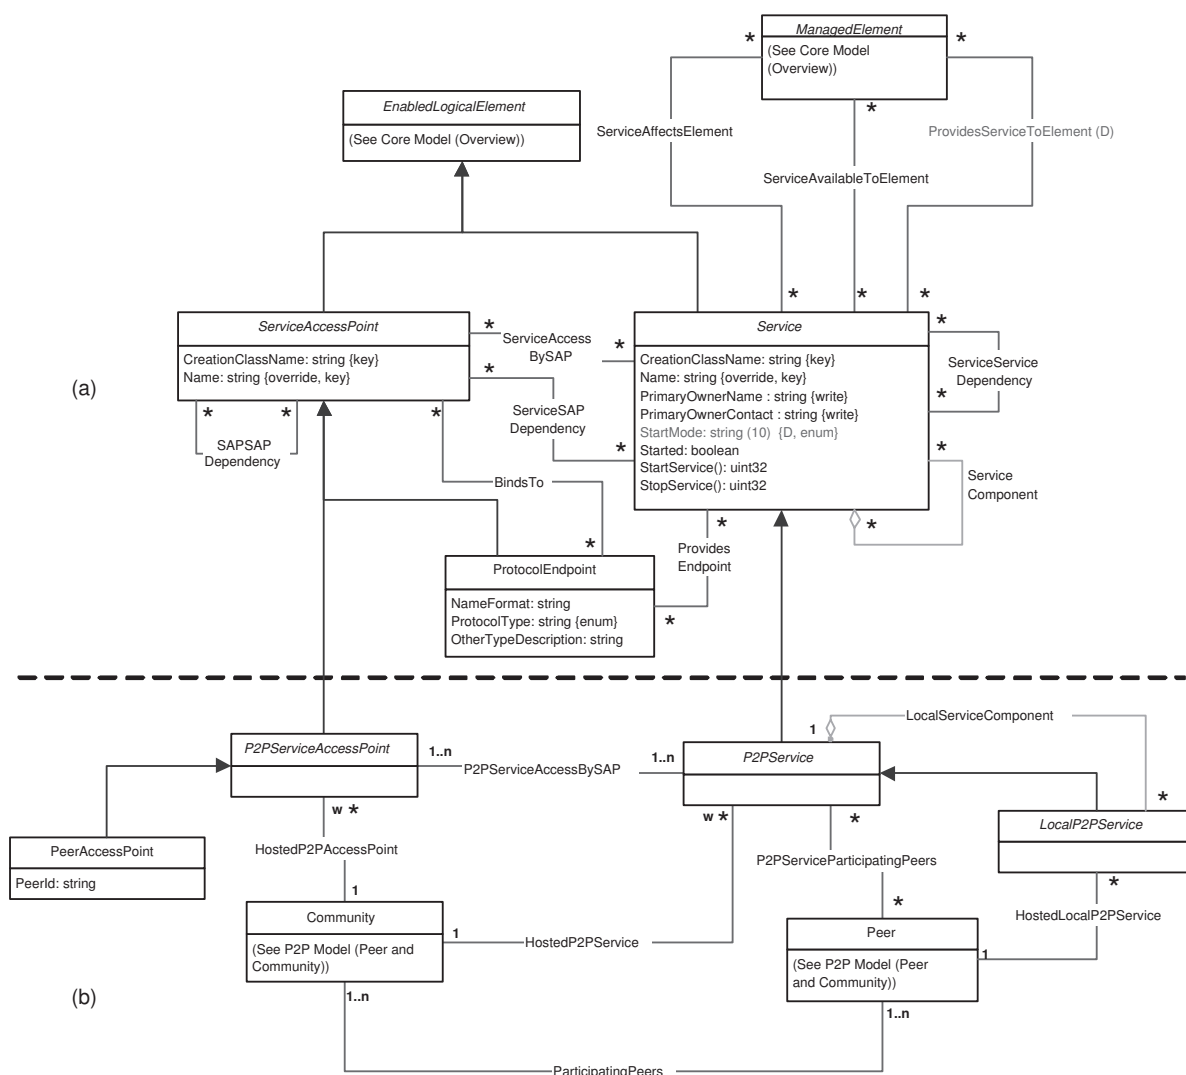 ManagedElement
(See Core Model
(Overview))
* *
*
EnabledLogicalElement
(See Core Model (Overview))
ServiceAffectsElement
ProvidesServiceToElement (D)
ServiceAvailableToElement
* * *
(a)
ServiceAccessPoint
CreationClassName: string {key}
Name: string {override, key}
* * *
*
*
SAPSAP
Dependency
ServiceAccess
BySAP
*
ServiceSAP
Dependency
*
BindsTo
*
Service
CreationClassName: string {key}
Name: string {override, key}
PrimaryOwnerName : string {write}
PrimaryOwnerContact : string {write}
StartMode: string (10) {D, enum}
Started: boolean
StartService(): uint32
StopService(): uint32
*
ServiceService
Dependency
*
*
Service
Component
*
*
Provides
Endpoint
*
ProtocolEndpoint
NameFormat: string
ProtocolType: string {enum}
OtherTypeDescription: string
LocalServiceComponent
1
*
P2PServiceAccessPoint
1..n
P2PServiceAccessBySAP
1..n
P2PService
LocalP2PService
w *
w *
*
*
PeerAccessPoint
PeerId: string
HostedP2PAccessPoint
1
P2PServiceParticipatingPeers
*
HostedLocalP2PService
1
Community
(See P2P Model (Peer and
Community))
1
HostedP2PService
Peer
(See P2P Model (Peer
and Community))
(b)
1..n
1..n
ParticipatingPeers